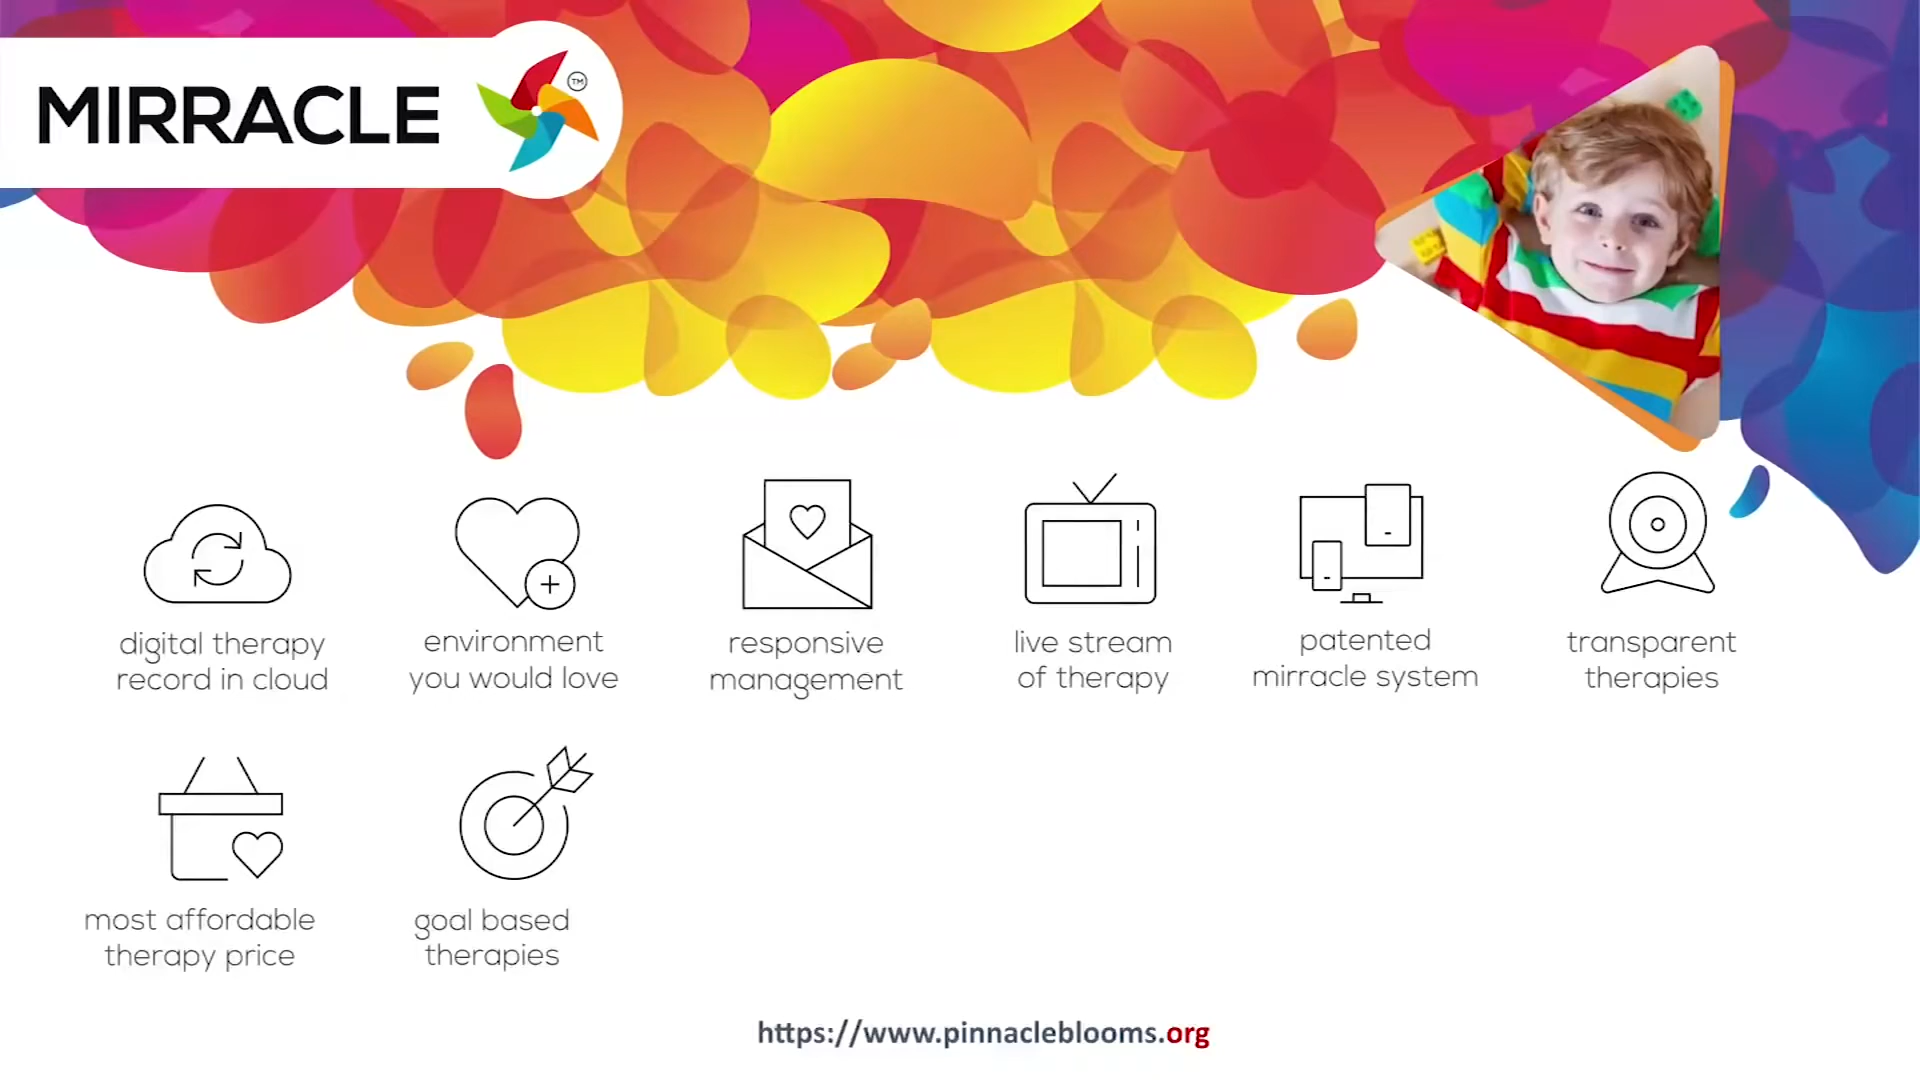 MIRRACLE
TM
digital therapy
record in cloud
environment
you would love
responsive
management
live stream
of therapy
patented
mirracle system
transparent
therapies
most affordable
therapy price
goal based
therapies
https://www.pinnacleblooms.org